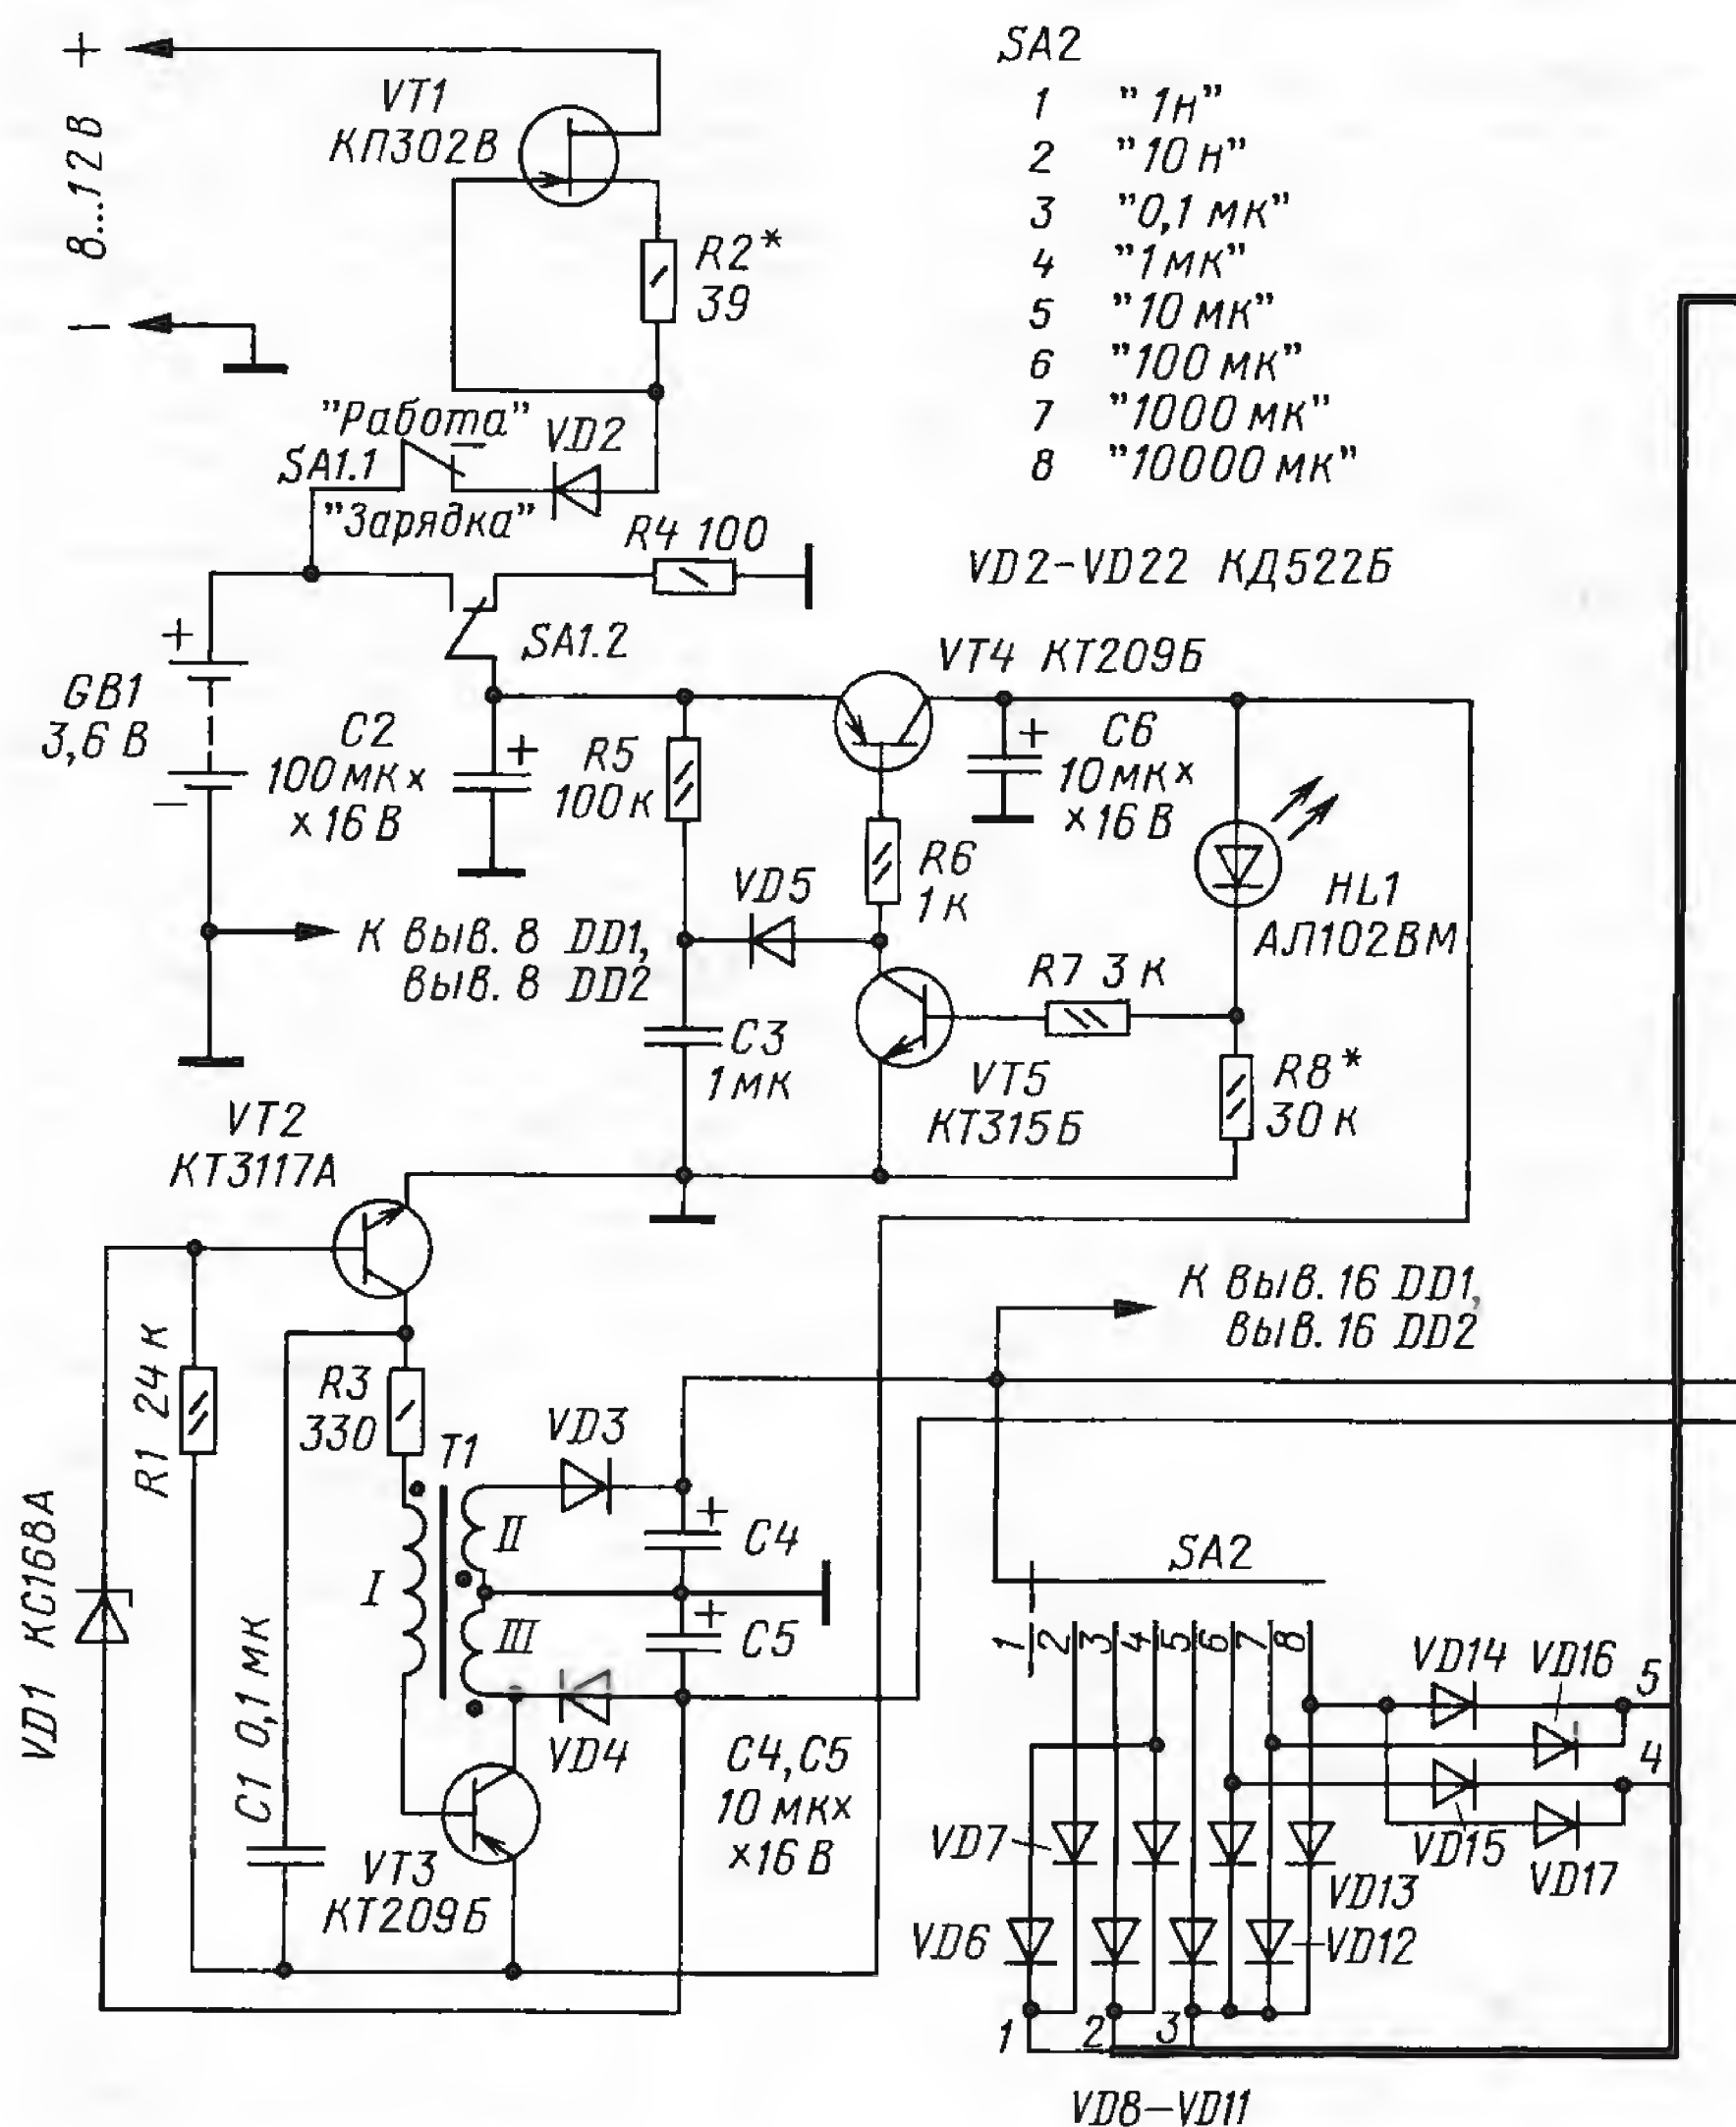 +
8...12 В
−
VT1
КП302В
R2*
39
SA2
1 "1н"
2 "10 н"
3 "0,1 мк"
4 "1 мк"
5 "10 мк"
6 "100 мк"
7 "1000 мк"
8 "10000 мк"
"Работа"
SA1.1
VD2
"Зарядка"
R4 100
VD2-VD22 КД522Б
SA1.2
VT4 КТ209Б
+
GB1
3,6 В
−
C2
100 мк ×
× 16 В
+
R5
100 к
+
C6
10 мк ×
× 16 В
R6
1 к
VD5
HL1
АЛ102ВМ
К выв. 8 DD1,
выв. 8 DD2
R7 3 к
C3
1 мк
VT5
КТ315Б
R8*
30 к
VT2
КТ3117А
К выв. 16 DD1,
выв. 16 DD2
R1 24 к
R3
330
T1
VD3
VD1 КС168А
I
II
III
+
C4
+
C5
SA2
1 2 3 4 5 6 7 8
VD14
VD16
5
4
VD15
VD17
C1 0,1 мк
VD4
C4, C5
10 мк×
×16 В
VT3
КТ209Б
VD7
VD6
VD13
VD12
1
2
3
VD8-VD11